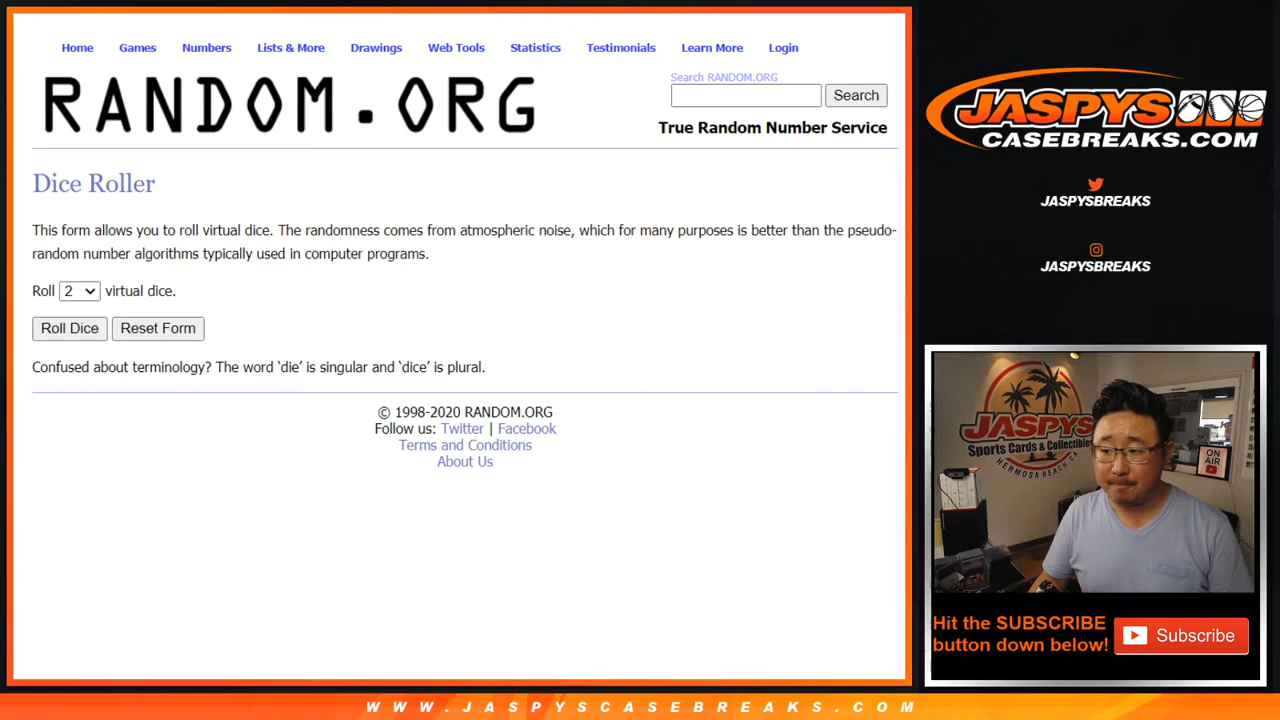 Home Games Numbers Lists & More Drawings Web Tools Statistics Testimonials Learn More Login
RANDOM.ORG
Search RANDOM.ORG
Search
True Random Number Service
Dice Roller
This form allows you to roll virtual dice. The randomness comes from atmospheric noise, which for many purposes is better than the pseudo-
random number algorithms typically used in computer programs.
Roll 2 virtual dice.
Roll Dice Reset Form
Confused about terminology? The word ‘die’ is singular and ‘dice’ is plural.
© 1998-2020 RANDOM.ORG
Follow us: Twitter | Facebook
Terms and Conditions
About Us
JASPYS
CASEBREAKS.COM
JASPYSBREAKS
JASPYSBREAKS
JASPYS
Sports Cards & Collectibles
HERMOSA BEACH, CA
ON
AIR
Hit the SUBSCRIBE
button down below!
Subscribe
WWW.JASPYSCASEBREAKS.COM